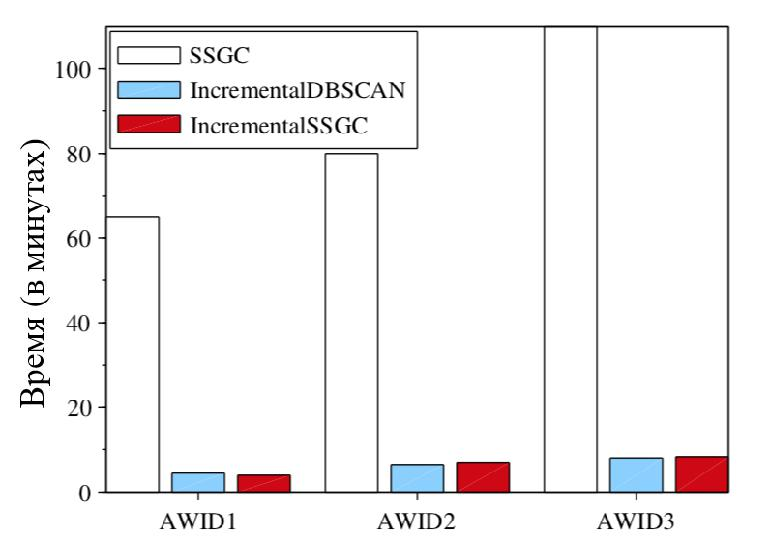 SSGC
IncrementalDBSCAN
IncrementalSSGC
Время (в минутах)
100
80
60
40
20
0
AWID1 AWID2 AWID3